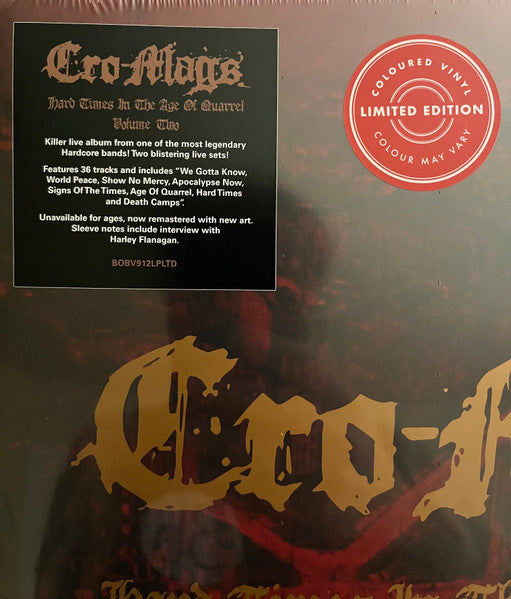 Cro-Mags
Hard Times In The Age Of Quarrel
Volume Two
Killer live album from one of the most legendary
Hardcore bands! Two blistering live sets!
Features 36 tracks and includes "We Gotta Know,
World Peace, Show No Mercy, Apocalypse Now,
Signs Of The Times, Age Of Quarrel, Hard Times
and Death Camps".
Unavailable for ages, now remastered with new art.
Sleeve notes include interview with
Harley Flanagan.
BOBV912LPLTD
COLOURED VINYL
LIMITED EDITION
COLOUR MAY VARY
Cro-
Hard Times In Th